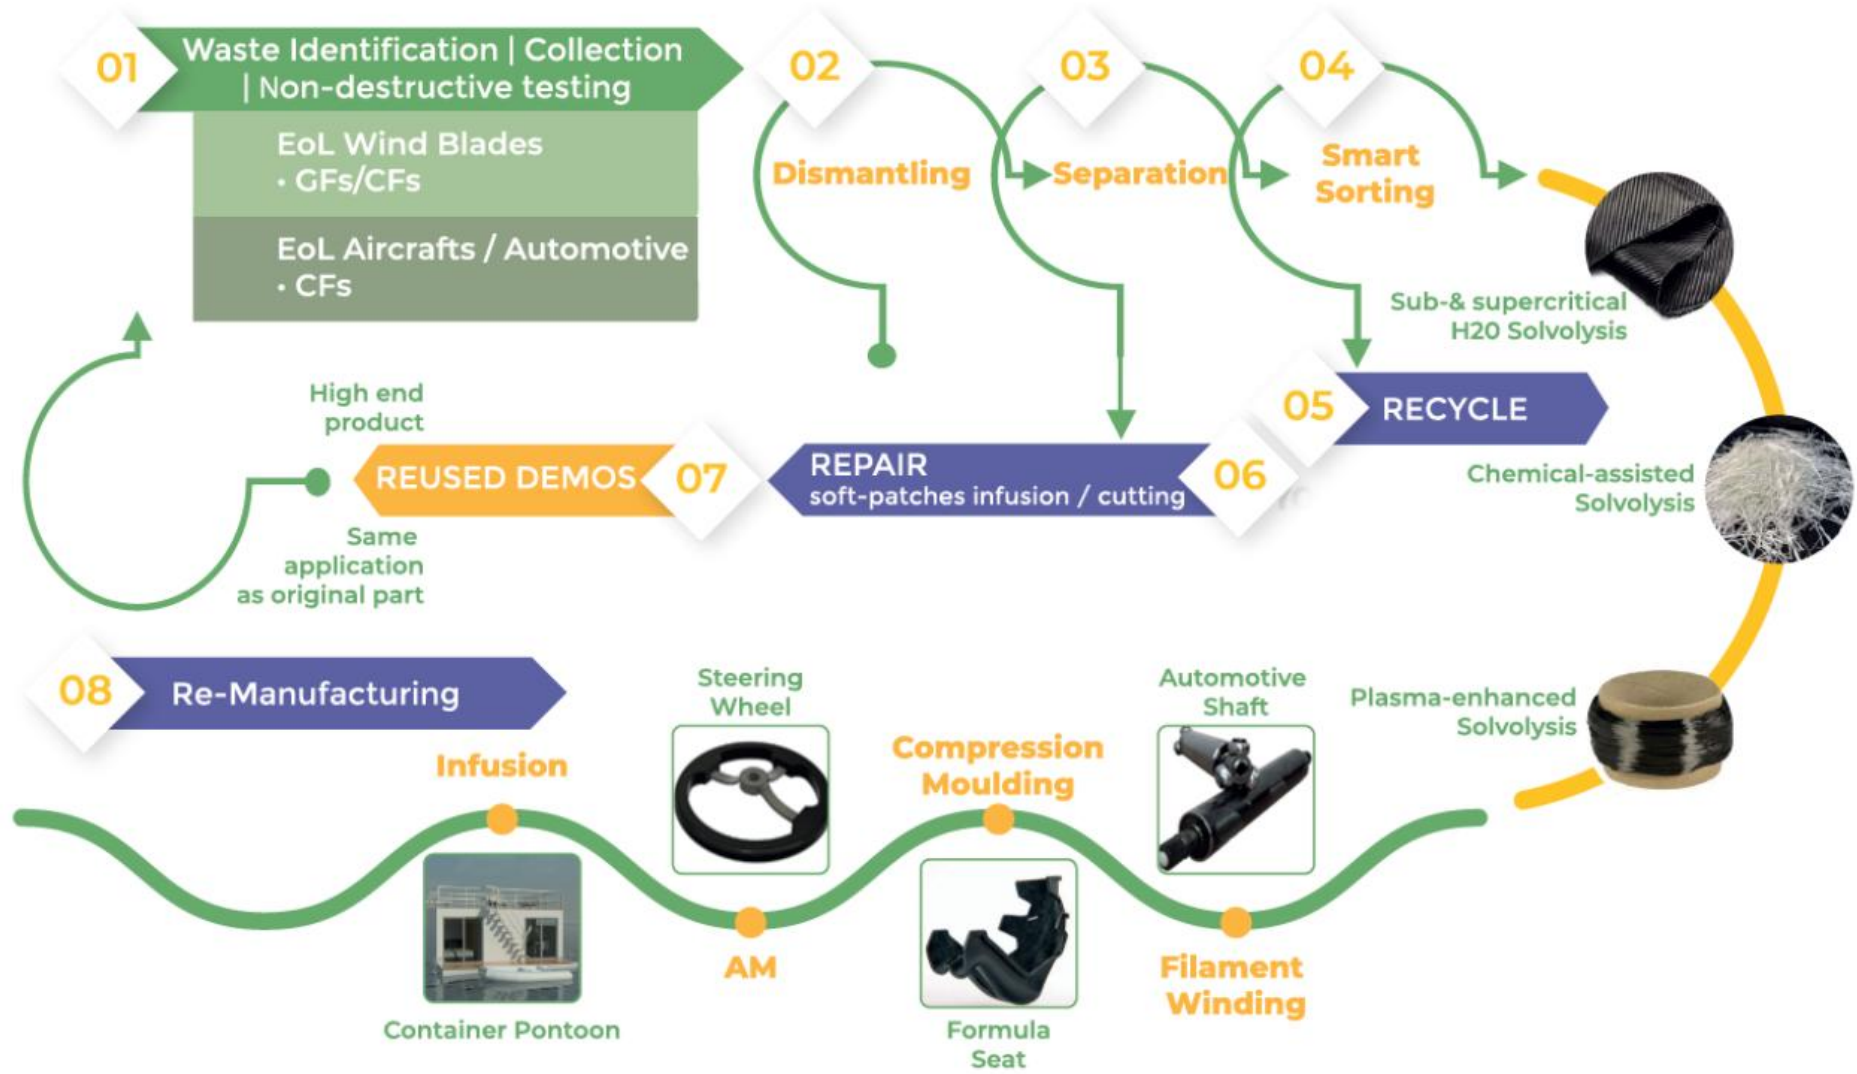 01
Waste Identification | Collection
| Non-destructive testing
EoL Wind Blades
• GFs/CFs
EoL Aircrafts / Automotive
• CFs
02
Dismantling
03
Separation
04
Smart
Sorting
Sub-& supercritical
H20 Solvolysis
05
RECYCLE
Chemical-assisted
Solvolysis
06
REPAIR
soft-patches infusion / cutting
07
REUSED DEMOS
High end
product
Same
application
as original part
Plasma-enhanced
Solvolysis
08
Re-Manufacturing
Infusion
Container Pontoon
Steering
Wheel
AM
Compression
Moulding
Formula
Seat
Automotive
Shaft
Filament
Winding